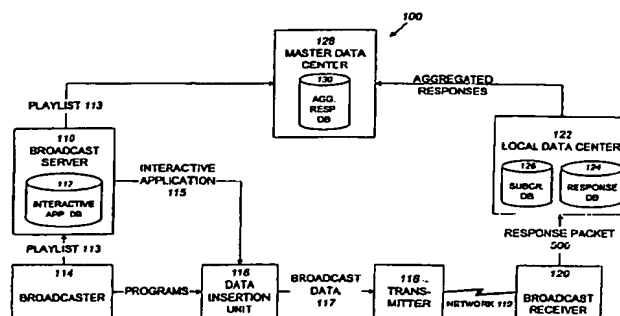 100
128
MASTER DATA
CENTER
130
AGG.
RESP
DB
PLAYLIST 113
AGGREGATED
RESPONSES
110
BROADCAST
SERVER
112
INTERACTIVE
APP. DB
INTERACTIVE
APPLICATION
115
122
LOCAL DATA CENTER
126
SUBCR.
DB
124
RESPONSE
DB
PLAYLIST 113
RESPONSE PACKET
500
114
BROADCASTER
PROGRAMS
116
DATA
INSERTION
UNIT
BROADCAST
DATA
117
118
TRANS-
MITTER
NETWORK 119
120
BROADCAST
RECEIVER